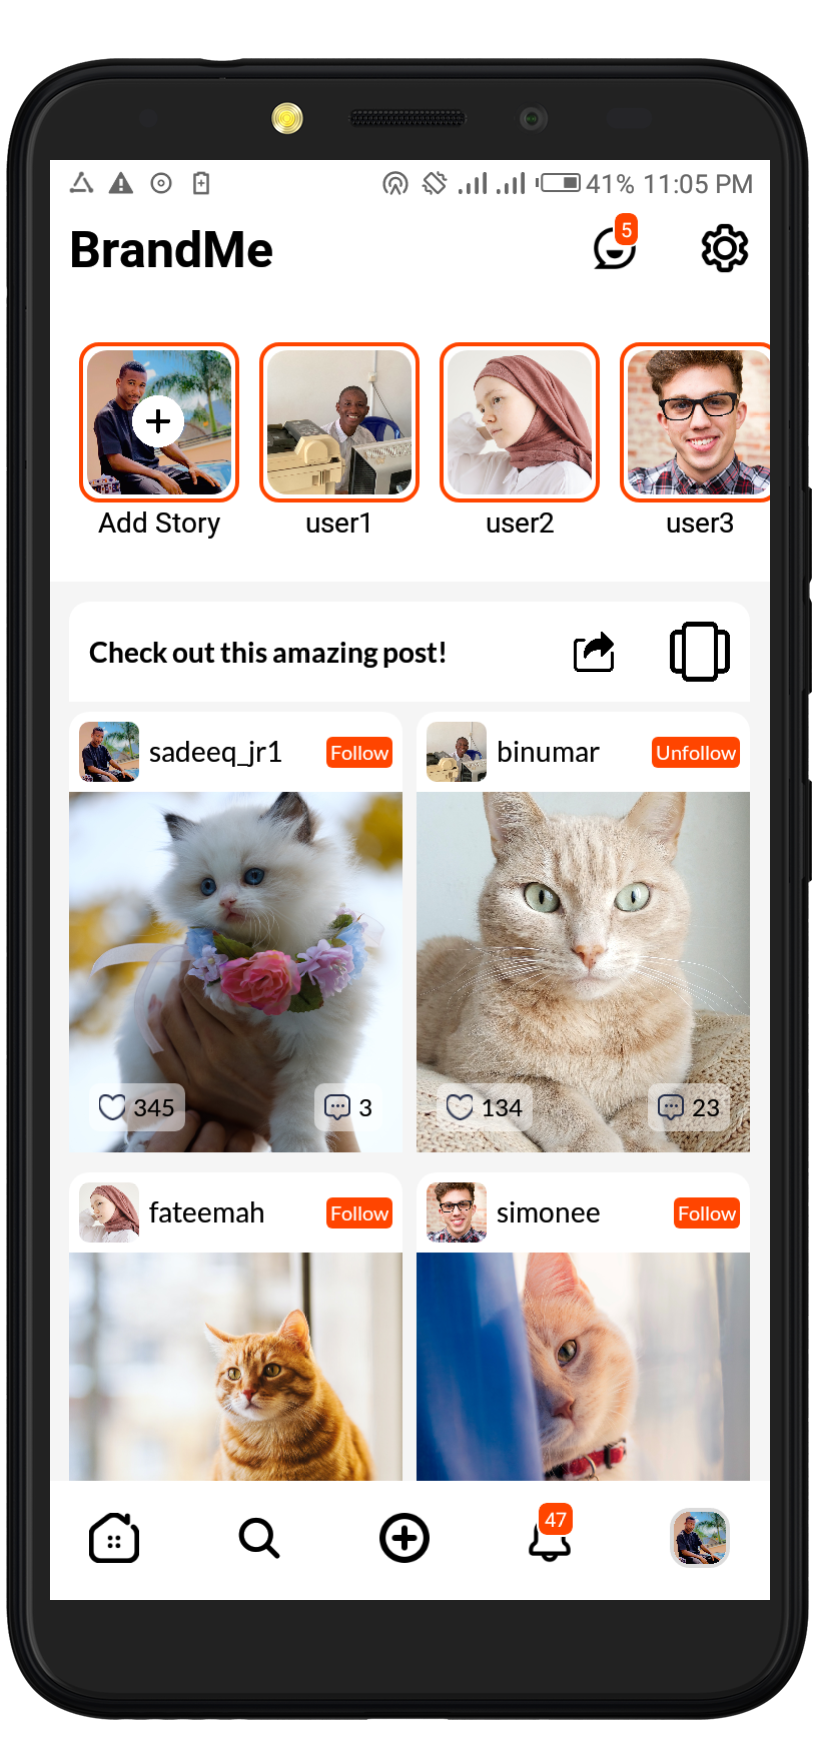 41% 11:05 PM
BrandMe
5
Add Story
user1
user2
user3
Check out this amazing post!
sadeeq_jr1
Follow
binumar
Unfollow
345
3
134
23
fateemah
Follow
simonee
Follow
47